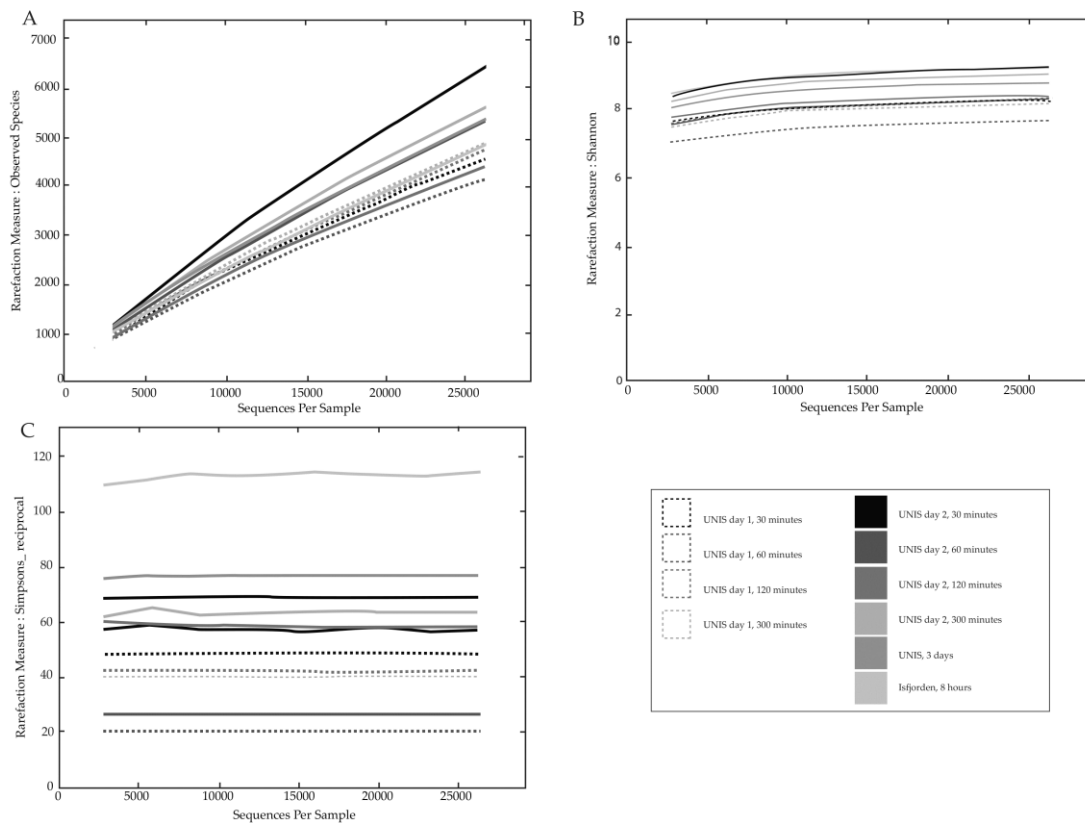 A
Rarefaction Measure : Observed Species
7000
6000
5000
4000
3000
2000
1000
0
0 5000 10000 15000 20000 25000
Sequences Per Sample
B
Rarefaction Measure : Shannon
10
8
6
4
2
0
5000 10000 15000 20000 25000
Sequences Per Sample
C
Rarefaction Measure : Simpsons_ reciprocal
120
100
80
60
40
20
0
0 5000 10000 15000 20000 25000
Sequences Per Sample
UNIS day 1, 30 minutes
UNIS day 1, 60 minutes
UNIS day 1, 120 minutes
UNIS day 1, 300 minutes
UNIS day 2, 30 minutes
UNIS day 2, 60 minutes
UNIS day 2, 120 minutes
UNIS day 2, 300 minutes
UNIS, 3 days
Isfjorden, 8 hours